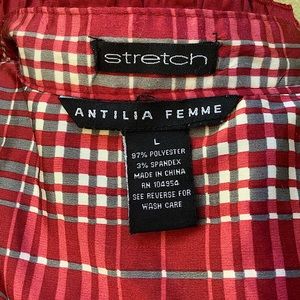 stretch
ANTILIA FEMME
L
97% POLYESTER
3% SPANDEX
MADE IN CHINA
RN 104954
SEE REVERSE FOR
WASH CARE